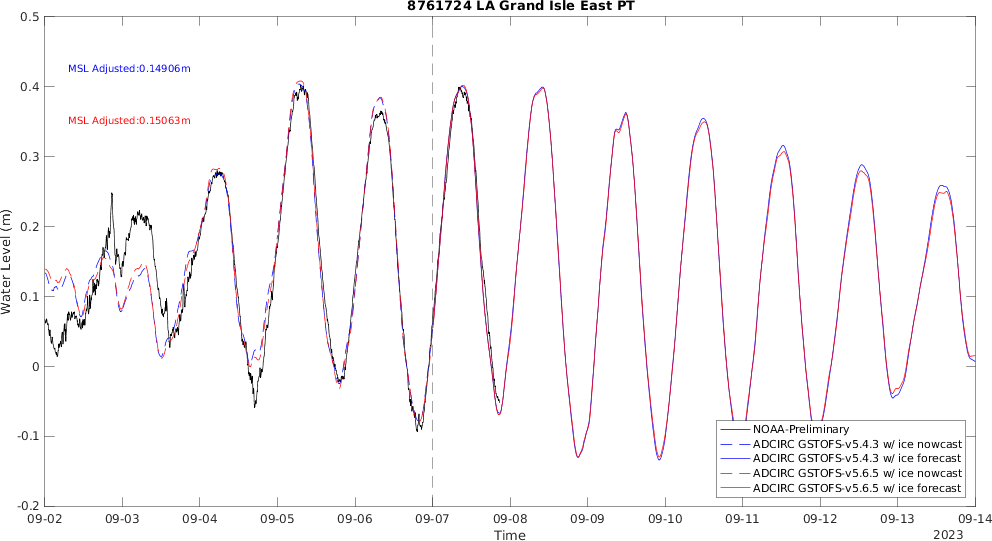 8761724 LA Grand Isle East PT
MSL Adjusted:0.14906m
MSL Adjusted:0.15063m
Water Level (m)
0.5
0.4
0.3
0.2
0.1
0
-0.1
-0.2
NOAA-Preliminary
ADCIRC GSTOFS-v5.4.3 w/ ice nowcast
ADCIRC GSTOFS-v5.4.3 w/ ice forecast
ADCIRC GSTOFS-v5.6.5 w/ ice nowcast
ADCIRC GSTOFS-v5.6.5 w/ ice forecast
09-02 09-03 09-04 09-05 09-06 09-07 09-08 09-09 09-10 09-11 09-12 09-13 09-14
Time
2023